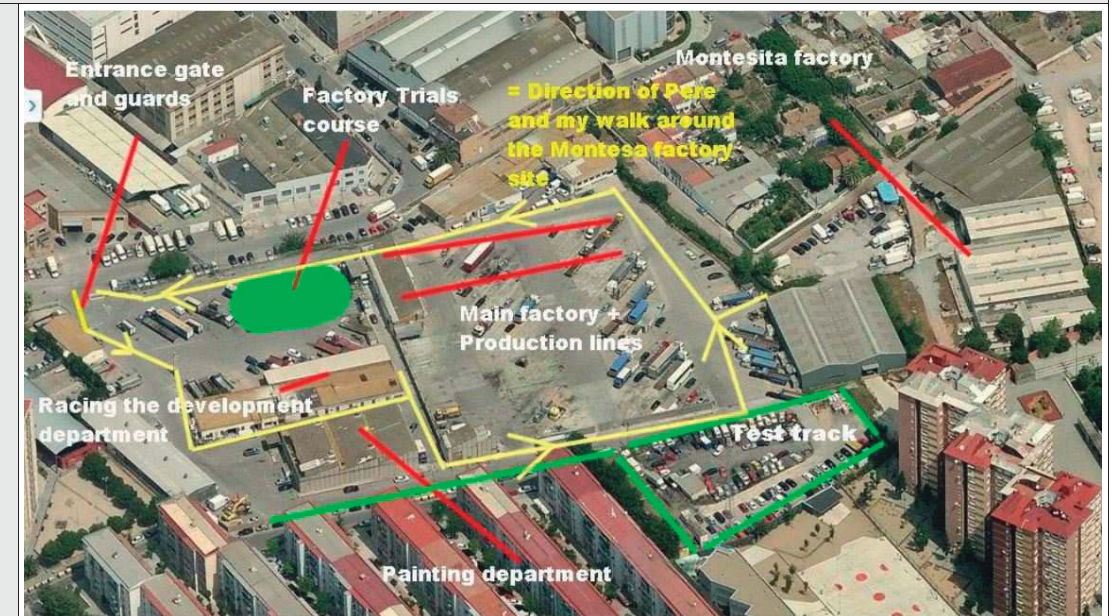 Entrance gate
and guards
Factory Trials
course
= Direction of Pere
and my walk around
the Montesa factory
site
Montesita factory
Main factory +
Production lines
Racing the development
department
Test track
Painting department